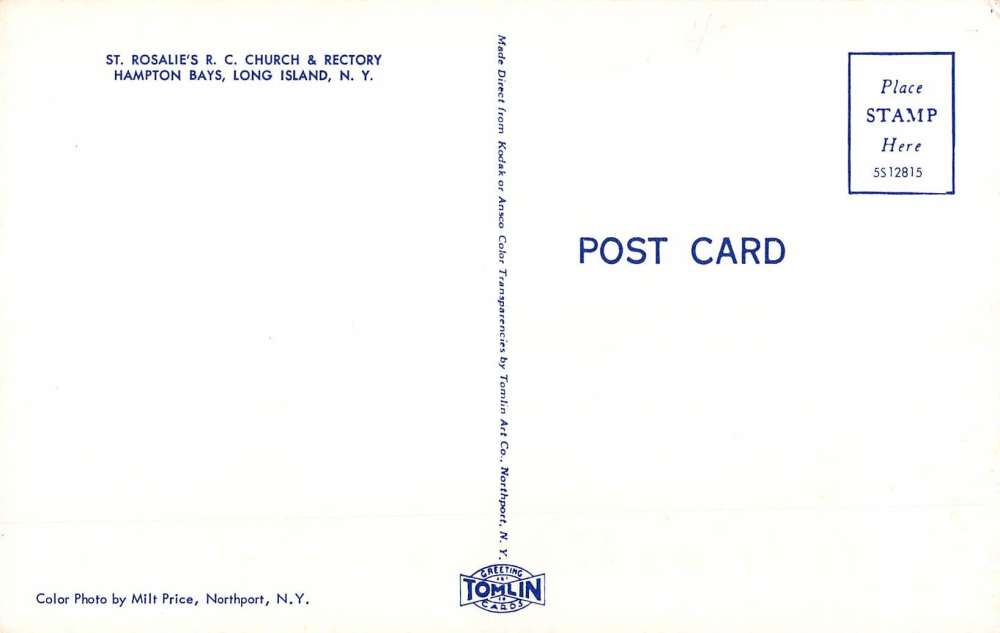 ST. ROSALIE'S R. C. CHURCH & RECTORY
HAMPTON BAYS, LONG ISLAND, N. Y.
Color Photo by Milt Price, Northport, N.Y.
Made Direct from Kodak or Ansco Color Transparencies by Tomlin Art Co., Northport, N. Y.
GREETING
TOMLIN
CARDS
Place
STAMP
Here
5S12815
POST CARD